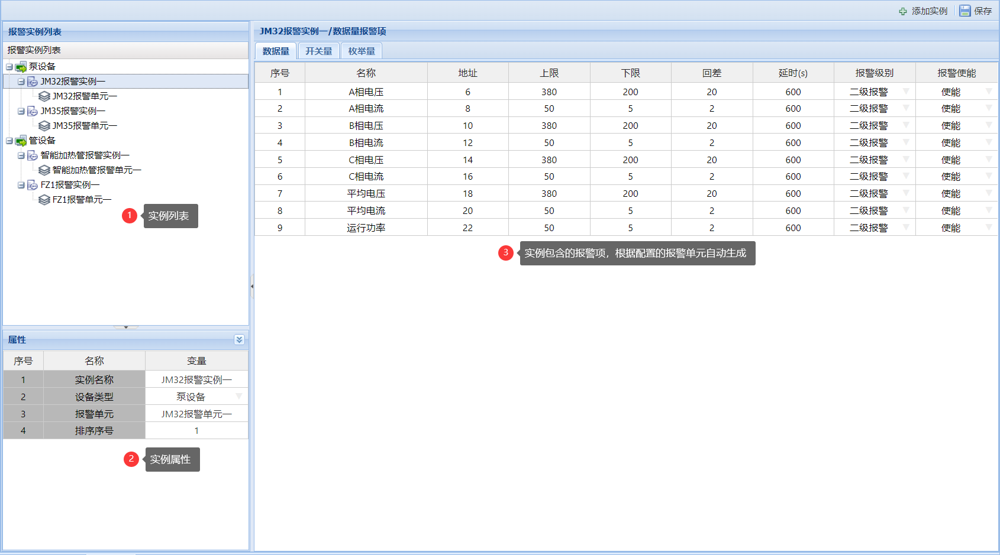 添加实例 保存
报警实例列表
报警实例列表
泵设备
JM32报警实例一
JM32报警单元一
JM35报警实例一
JM35报警单元一
管设备
智能加热管报警实例一
智能加热管报警单元一
FZ1报警实例一
FZ1报警单元一
1 实例列表
属性
序号 名称 变量
1 实例名称 JM32报警实例一
2 设备类型 泵设备
3 报警单元 JM32报警单元一
4 排序序号 1
2 实例属性
JM32报警实例一/数据量报警项
数据量 开关量 枚举量
序号 名称 地址 上限 下限 回差 延时(s) 报警级别 报警使能
1 A相电压 6 380 200 20 600 二级报警 使能
2 A相电流 8 50 5 2 600 二级报警 使能
3 B相电压 10 380 200 20 600 二级报警 使能
4 B相电流 12 50 5 2 600 二级报警 使能
5 C相电压 14 380 200 20 600 二级报警 使能
6 C相电流 16 50 5 2 600 二级报警 使能
7 平均电压 18 380 200 20 600 二级报警 使能
8 平均电流 20 50 5 2 600 二级报警 使能
9 运行功率 22 50 5 2 600 二级报警 使能
3 实例包含的报警项，根据配置的报警单元自动生成